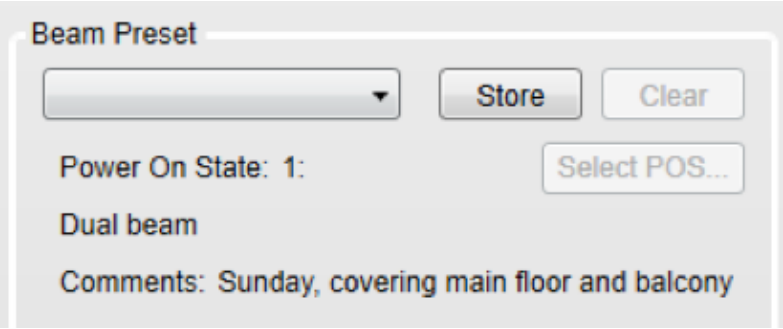 Beam Preset
Store Clear
Power On State: 1: Select POS...
Dual beam
Comments: Sunday, covering main floor and balcony